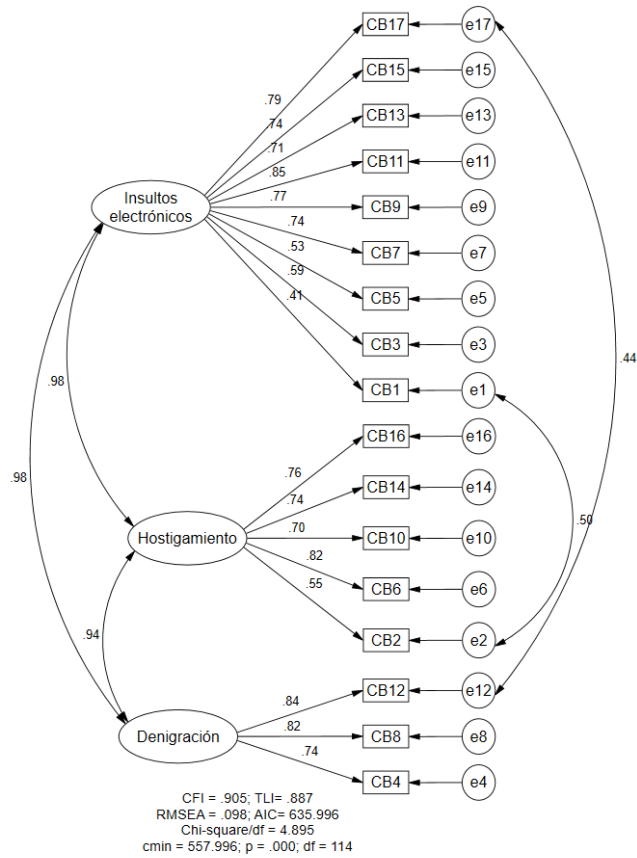 CB17 e17
.79
CB15 e15
.74
CB13 e13
.71
CB11 e11
.85
Insultos
electrónicos
CB9 e9
.77
CB7 e7
.74
CB5 e5
.53
CB3 e3
.59
CB1 e1
.41
.44
.98
CB16 e16
.76
CB14 e14
.74
.98
.50
Hostigamiento
CB10 e10
.70
CB6 e6
.82
CB2 e2
.55
.94
CB12 e12
.84
Denigración
CB8 e8
.82
CB4 e4
.74
CFI = .905; TLI= .887
RMSEA = .098; AIC= 635.996
Chi-square/df = 4.895
cmin = 557.996; p = .000; df = 114